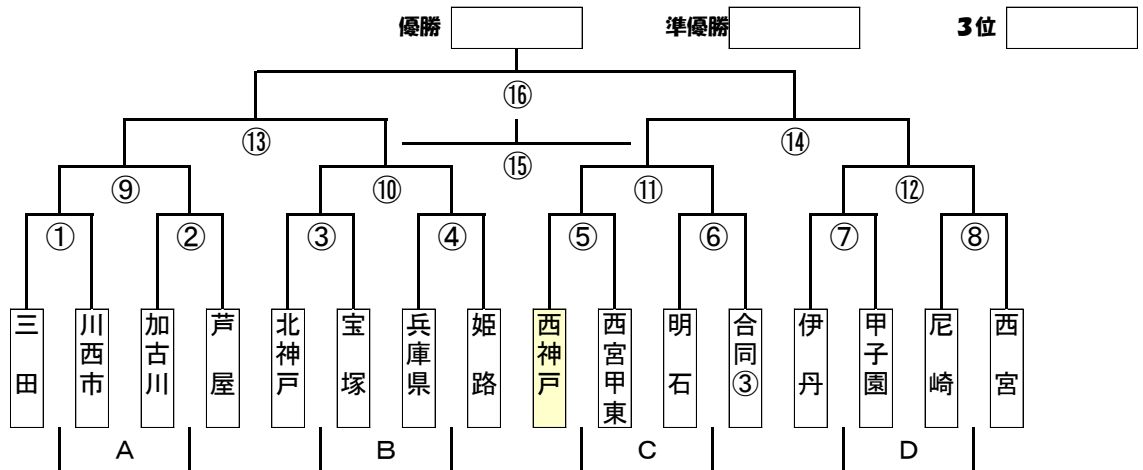 優勝 準優勝 3位
⑯
⑬ ⑭
⑮
⑨ ⑩ ⑪ ⑫
① ② ③ ④ ⑤ ⑥ ⑦ ⑧
三田
川西市
加古川
芦屋
北神戸
宝塚
兵庫県
姫路
西神戸
西宮甲東
明石
合同③
伊丹
甲子園
尼崎
西宮
A B C D